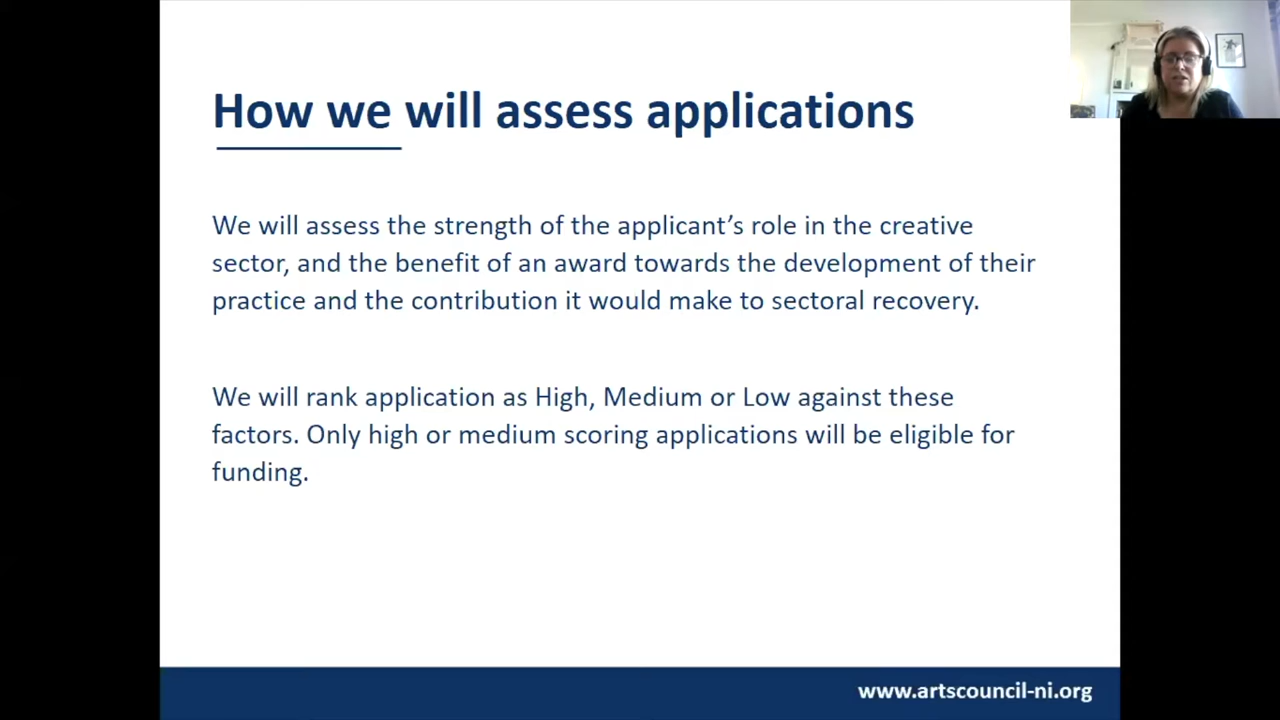 How we will assess applications
We will assess the strength of the applicant’s role in the creative
sector, and the benefit of an award towards the development of their
practice and the contribution it would make to sectoral recovery.
We will rank application as High, Medium or Low against these
factors. Only high or medium scoring applications will be eligible for
funding.
www.artscouncil-ni.org